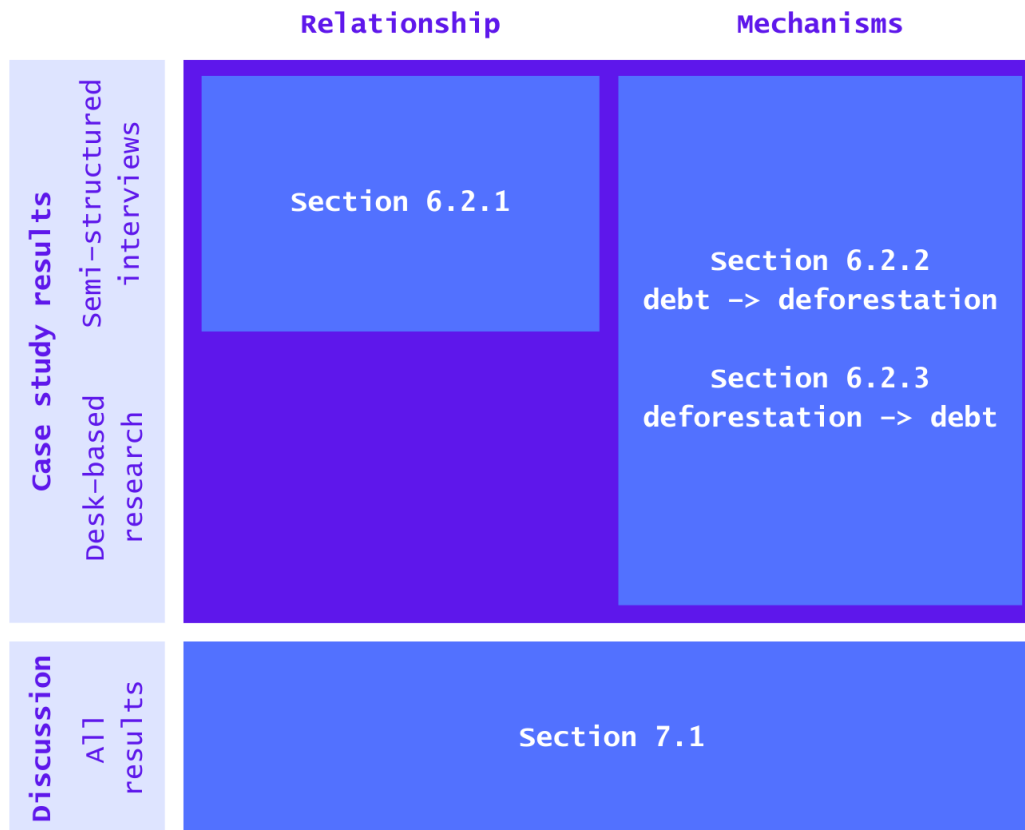 Relationship
Mechanisms
Case study results
Semi-structured
interviews
Desk-based
research
Section 6.2.1
Section 6.2.2
debt -> deforestation
Section 6.2.3
deforestation -> debt
Discussion
All
results
Section 7.1